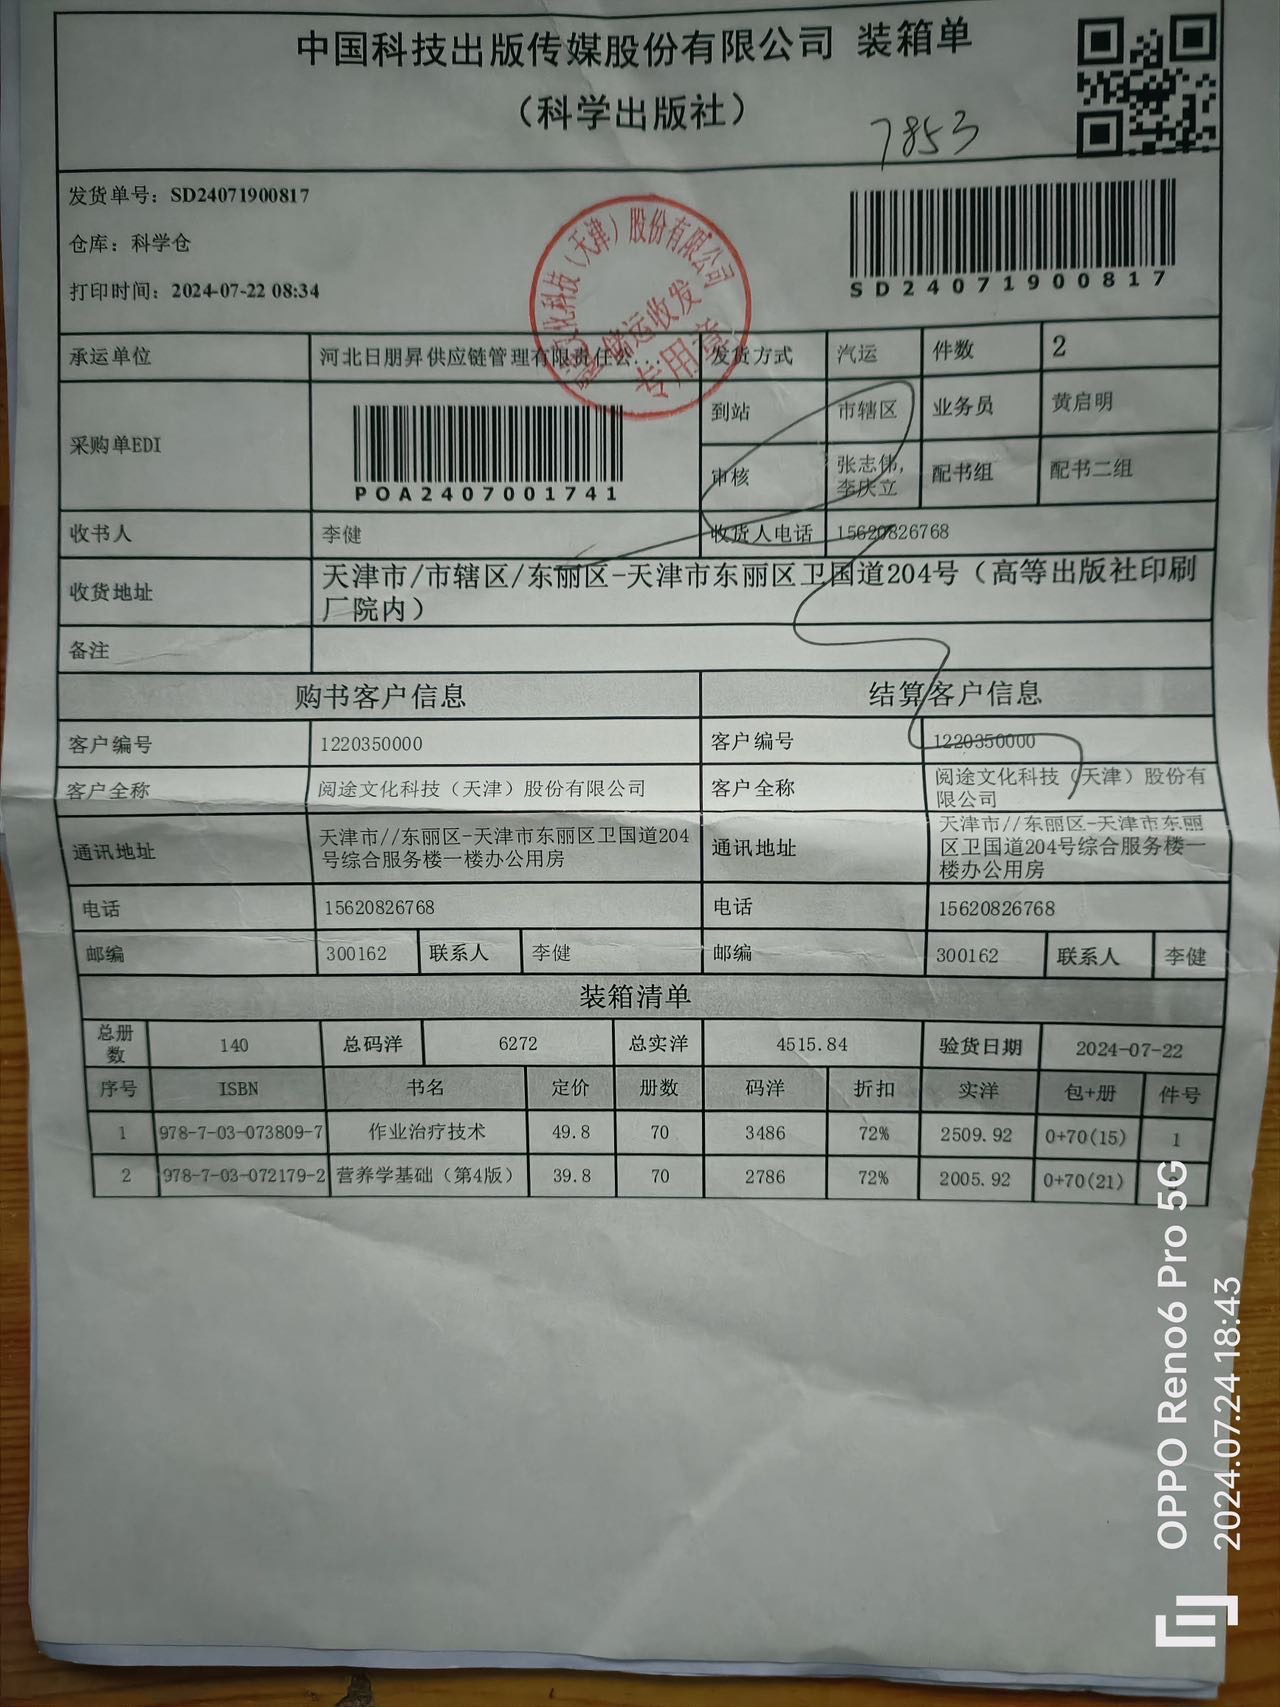 中国科技出版传媒股份有限公司 装箱单
（科学出版社）
7853
发货单号：SD24071900817
仓库：科学仓
打印时间：2024-07-22 08:34
SD24071900817
文化科技（天津）股份有限公司
储运收发
专用章
承运单位 河北日朋昇供应链管理有限责任公... 发货方式 汽运 件数 2
采购单EDI POA2407001741 到站 市辖区 业务员 黄启明
审核 张志伟,李庆立 配书组 配书二组
收书人 李健 收货人电话 15620826768
收货地址 天津市/市辖区/东丽区-天津市东丽区卫国道204号（高等出版社印刷
厂院内）
备注
购书客户信息 结算客户信息
客户编号 1220350000 客户编号 1220350000
客户全称 阅途文化科技（天津）股份有限公司 客户全称 阅途文化科技（天津）股份有
限公司
通讯地址 天津市//东丽区-天津市东丽区卫国道204
号综合服务楼一楼办公用房
通讯地址 天津市//东丽区-天津市东丽
区卫国道204号综合服务楼一
楼办公用房
电话 15620826768 电话 15620826768
邮编 300162 联系人 李健 邮编 300162 联系人 李健
装箱清单
总册数 140 总码洋 6272 总实洋 4515.84 验货日期 2024-07-22
序号 ISBN 书名 定价 册数 码洋 折扣 实洋 包+册 件号
1 978-7-03-073809-7 作业治疗技术 49.8 70 3486 72% 2509.92 0+70(15) 1
2 978-7-03-072179-2 营养学基础（第4版） 39.8 70 2786 72% 2005.92 0+70(21)
OPPO Reno6 Pro 5G
2024.07.24 18:43